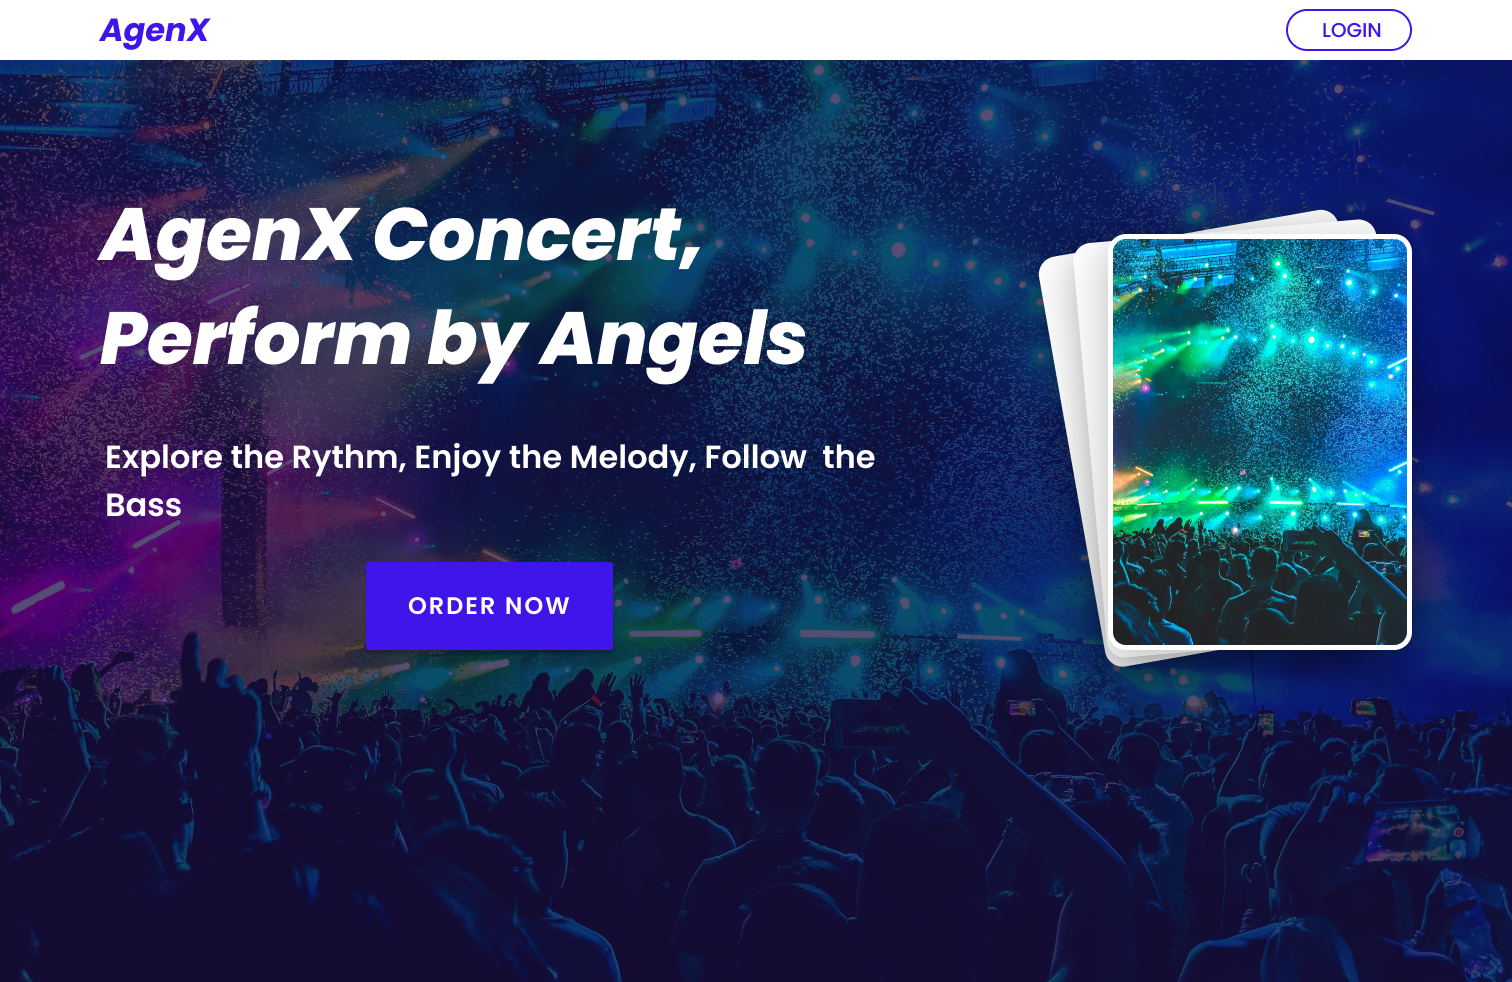 AgenX
LOGIN
AgenX Concert,
Perform by Angels
Explore the Rythm, Enjoy the Melody, Follow  the
Bass
ORDER NOW